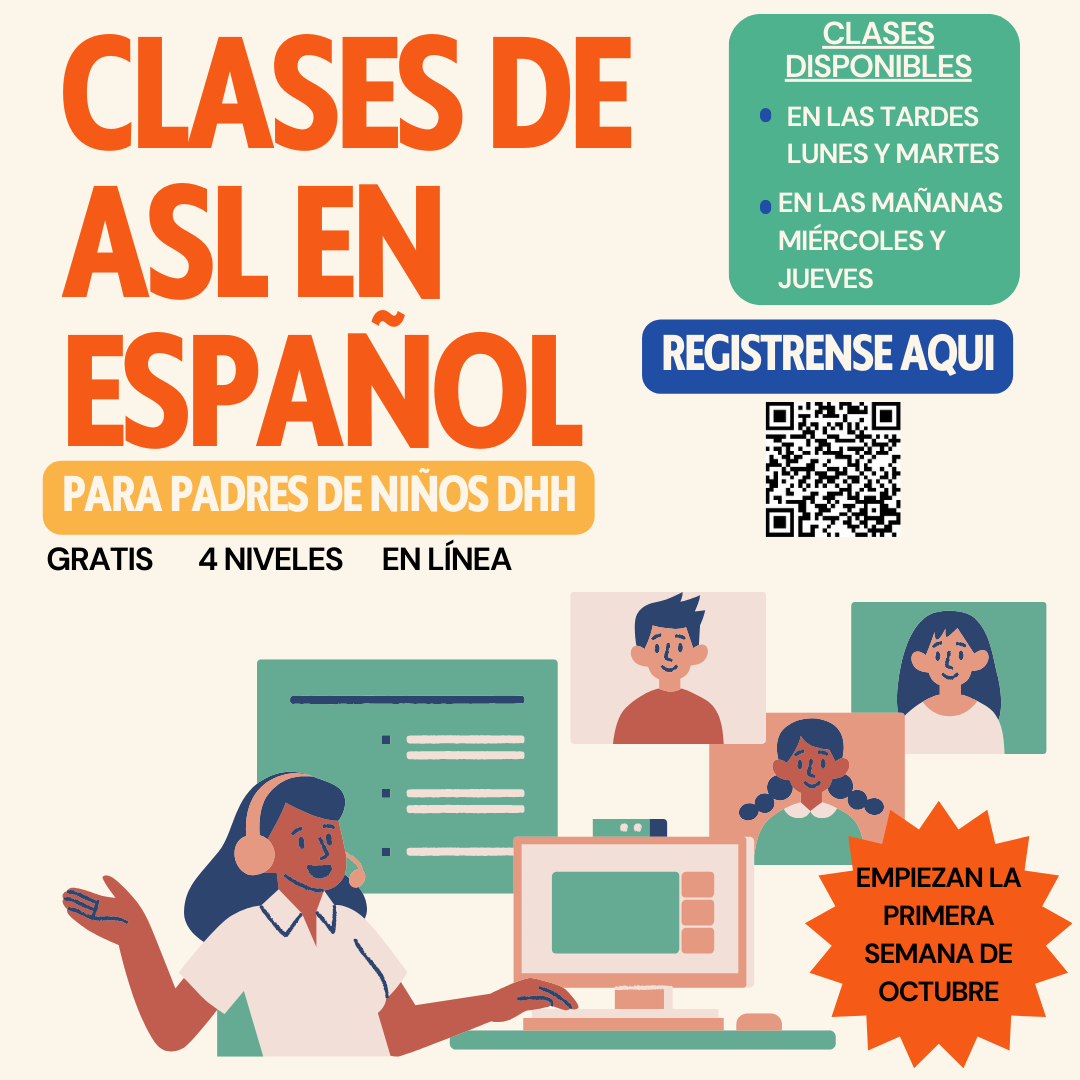 CLASES DE
ASL EN
ESPAÑOL
PARA PADRES DE NIÑOS DHH
GRATIS 4 NIVELES EN LÍNEA
CLASES
DISPONIBLES
EN LAS TARDES
LUNES Y MARTES
EN LAS MAÑANAS
MIÉRCOLES Y
JUEVES
REGISTRENSE AQUI
EMPIEZAN LA
PRIMERA
SEMANA DE
OCTUBRE